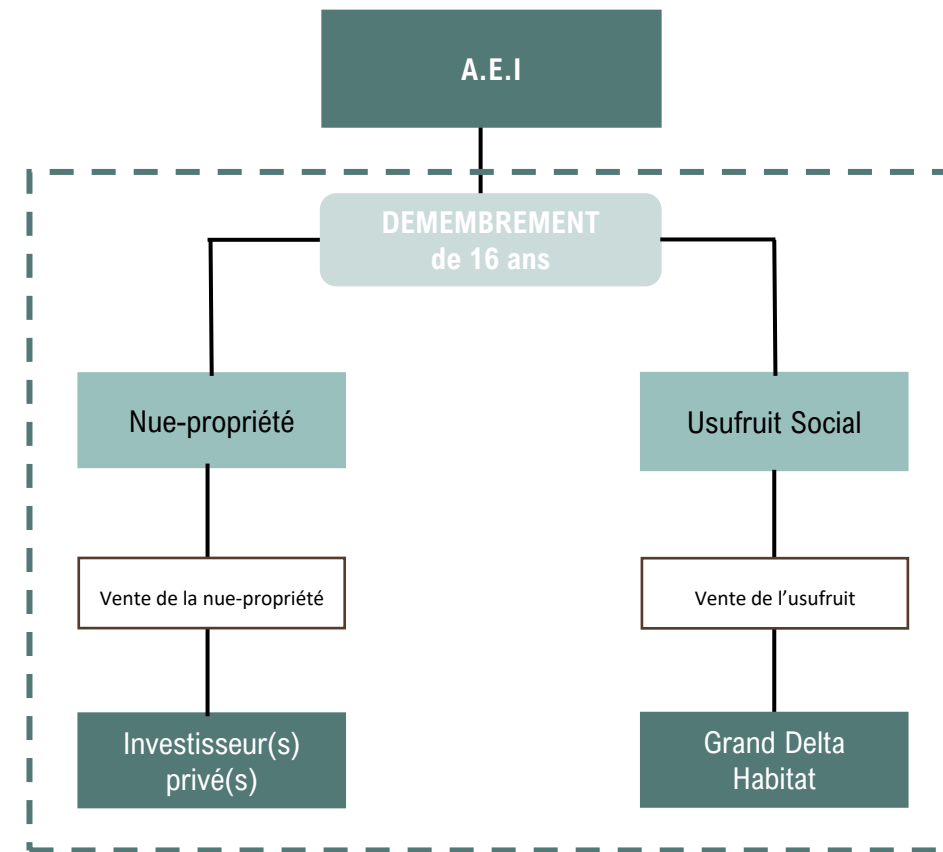 A.E.I
DEMEMBREMENT
de 16 ans
Nue-propriété
Usufruit Social
Vente de la nue-propriété
Vente de l’usufruit
Investisseur(s)
privé(s)
Grand Delta
Habitat